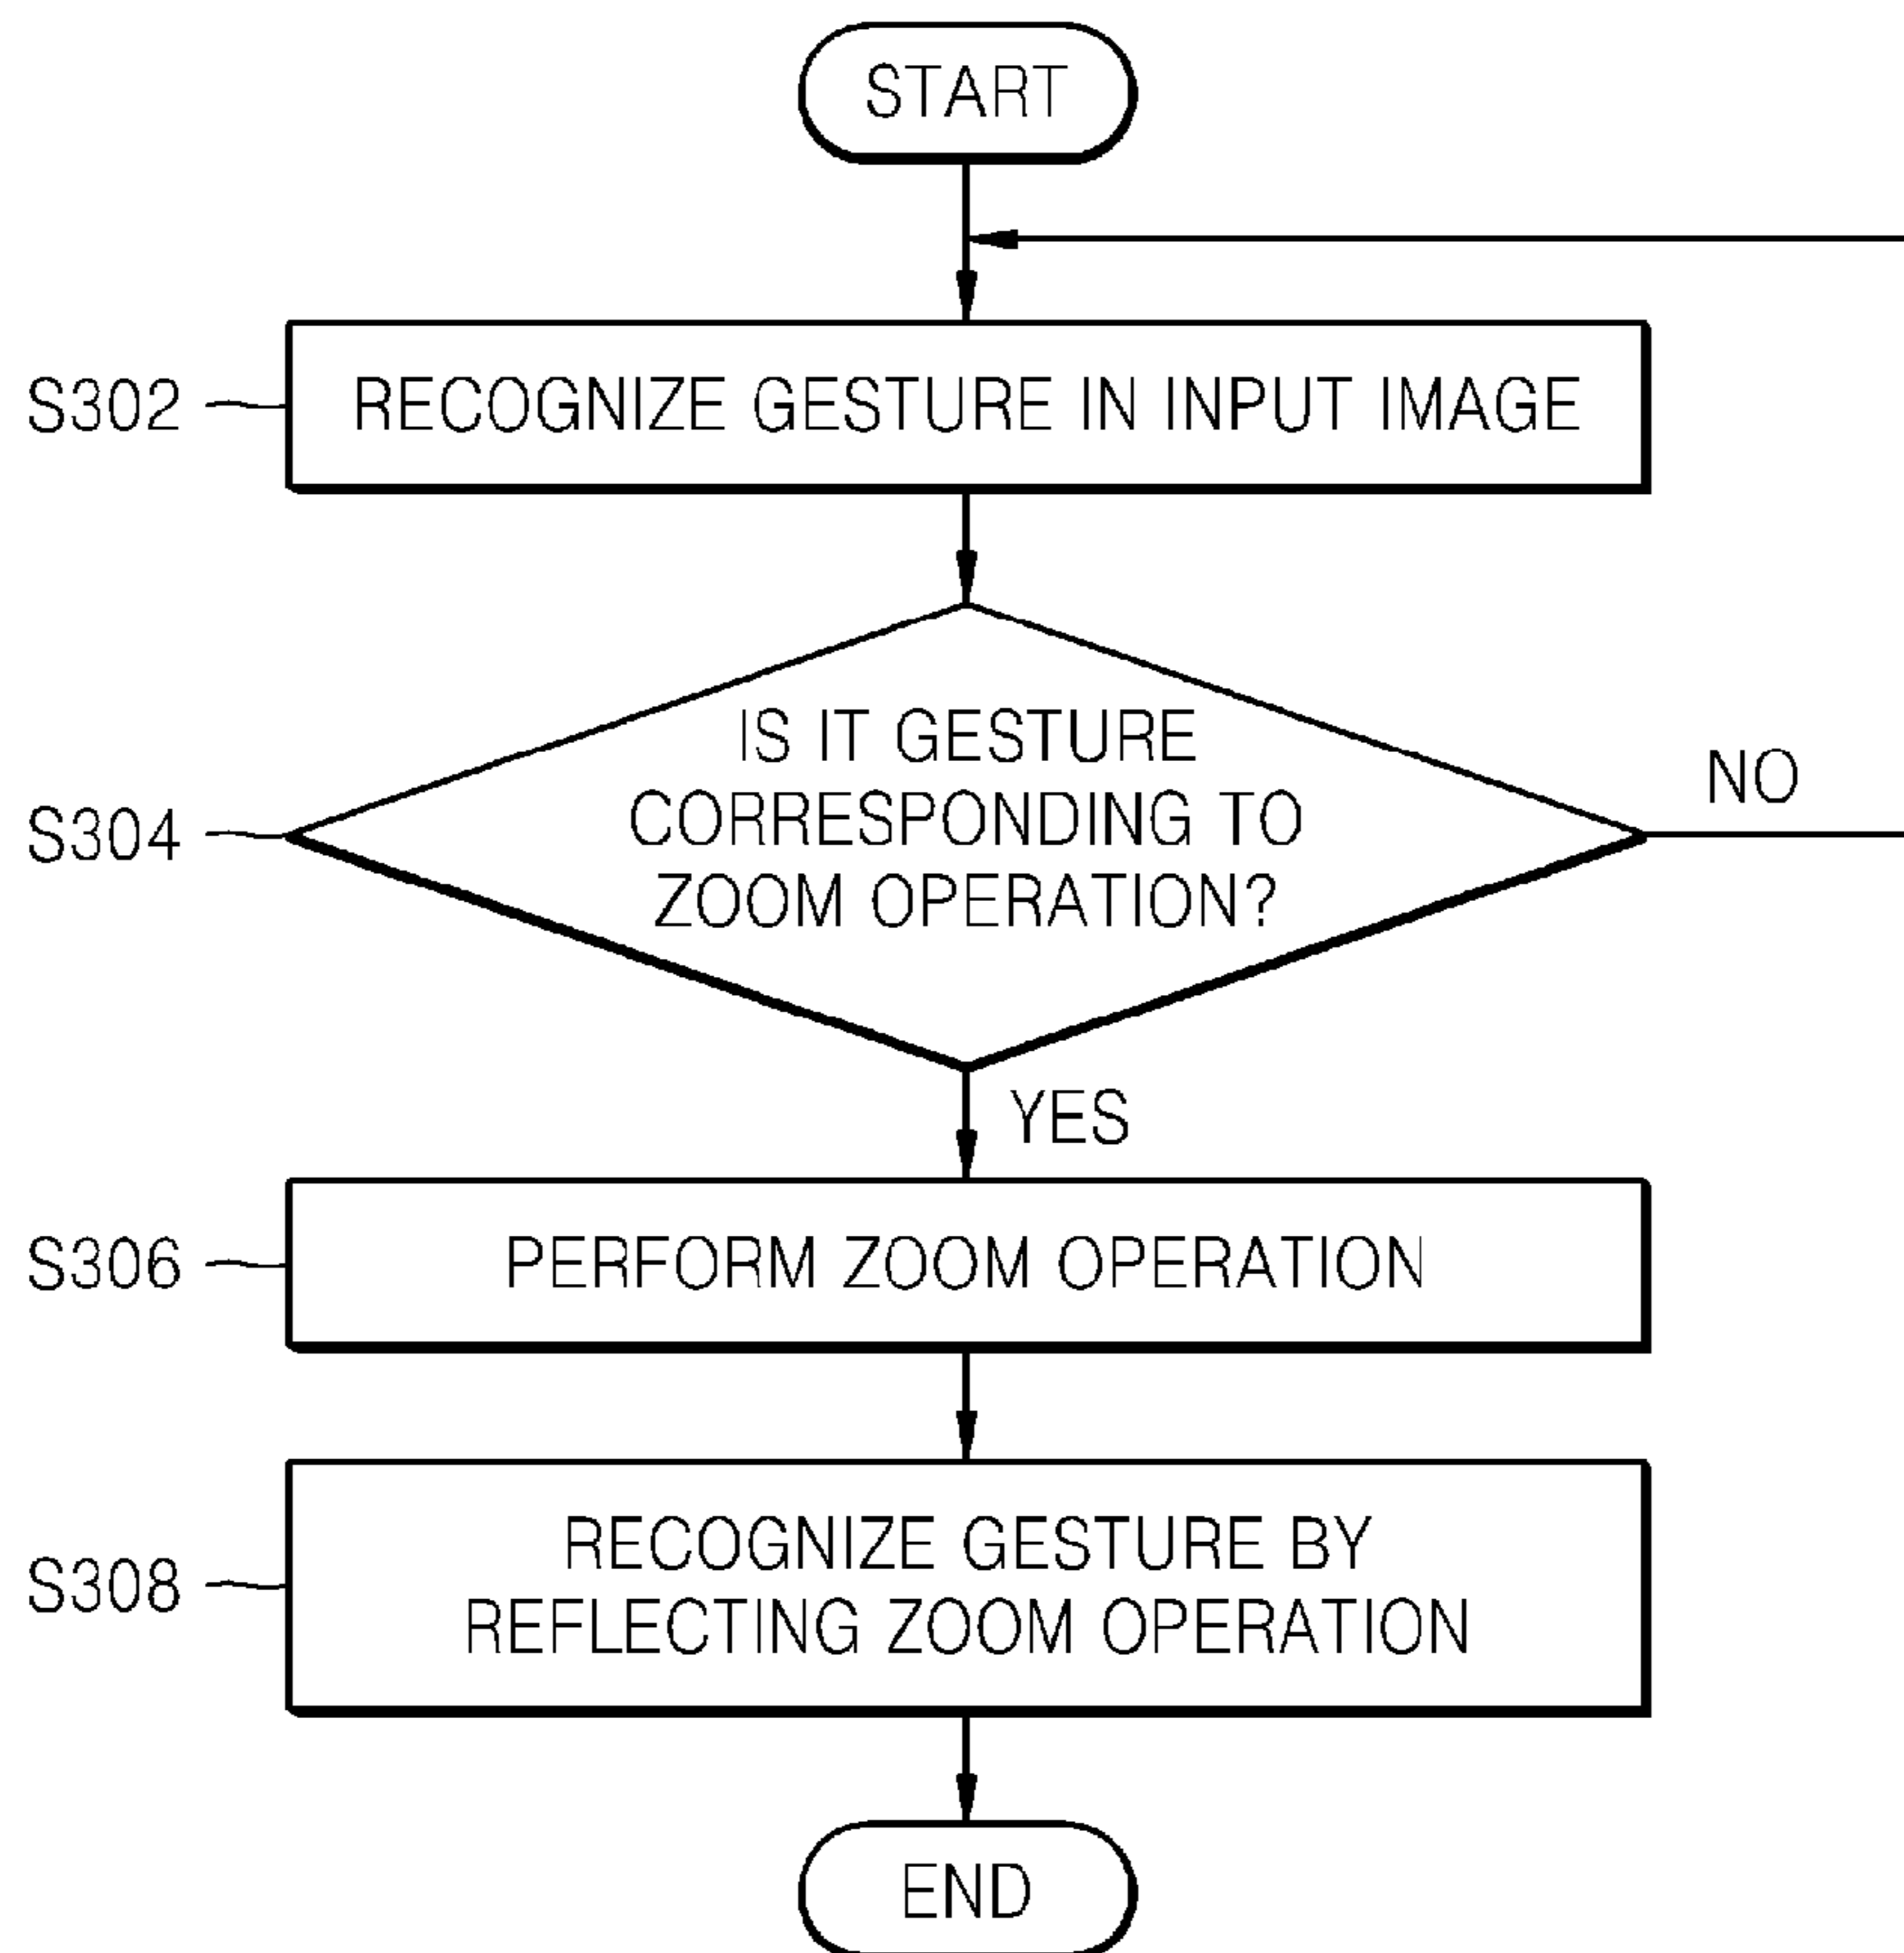 START
S302
RECOGNIZE GESTURE IN INPUT IMAGE
IS IT GESTURE
CORRESPONDING TO
ZOOM OPERATION?
NO
S304
YES
S306
PERFORM ZOOM OPERATION
S308
RECOGNIZE GESTURE BY
REFLECTING ZOOM OPERATION
END